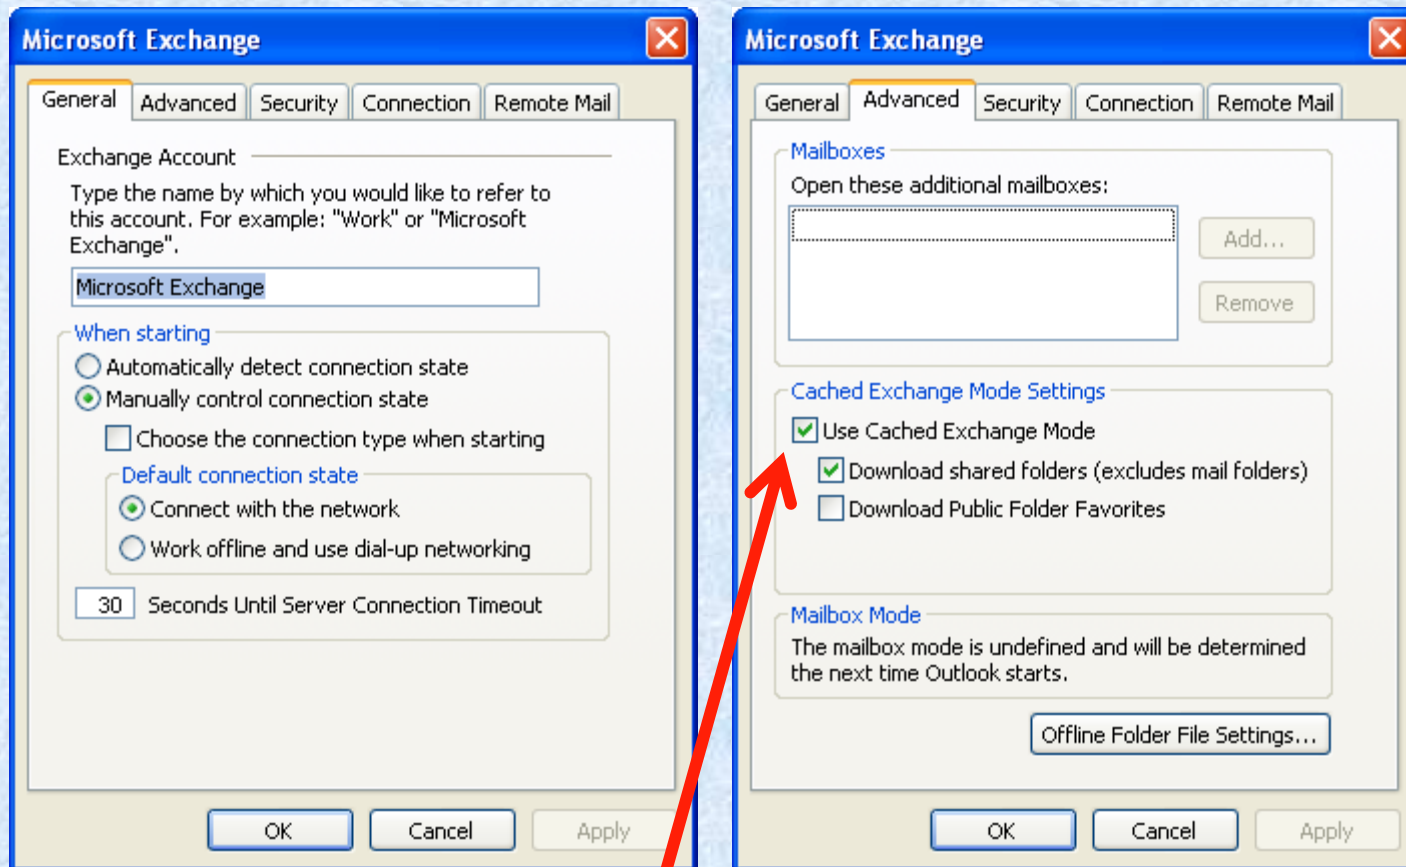 Microsoft Exchange
General Advanced Security Connection Remote Mail
Exchange Account
Type the name by which you would like to refer to
this account. For example: "Work" or "Microsoft
Exchange".
Microsoft Exchange
When starting
Automatically detect connection state
Manually control connection state
Choose the connection type when starting
Default connection state
Connect with the network
Work offline and use dial-up networking
30 Seconds Until Server Connection Timeout
OK Cancel Apply
Microsoft Exchange
General Advanced Security Connection Remote Mail
Mailboxes
Open these additional mailboxes:
Add...
Remove
Cached Exchange Mode Settings
Use Cached Exchange Mode
Download shared folders (excludes mail folders)
Download Public Folder Favorites
Mailbox Mode
The mailbox mode is undefined and will be determined
the next time Outlook starts.
Offline Folder File Settings...
OK Cancel Apply